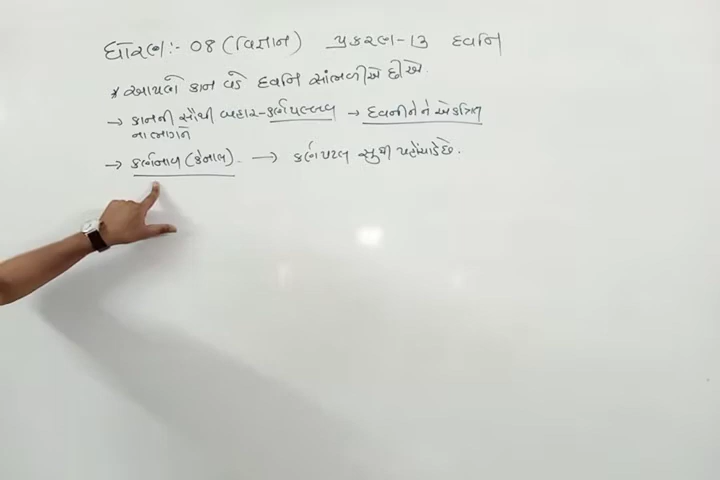 ધોરણ:- 08 (વિજ્ઞાન) પ્રકરણ-13 ધ્વનિ
* આપણે કાન વડે ધ્વનિ સાંભળીએ છીએ.
→ કાનની સૌથી બહાર-કર્ણપલ્લવ → ધ્વનીને એકત્રિત
ના ભાગને
→ કર્ણનાળ (કેનાલ). → કર્ણપટલ સુધી પહોંચાડે છે.